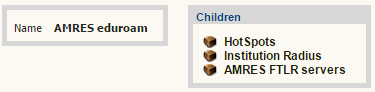 Name AMRES eduroam
Children
HotSpots
Institution Radius
AMRES FTLR servers